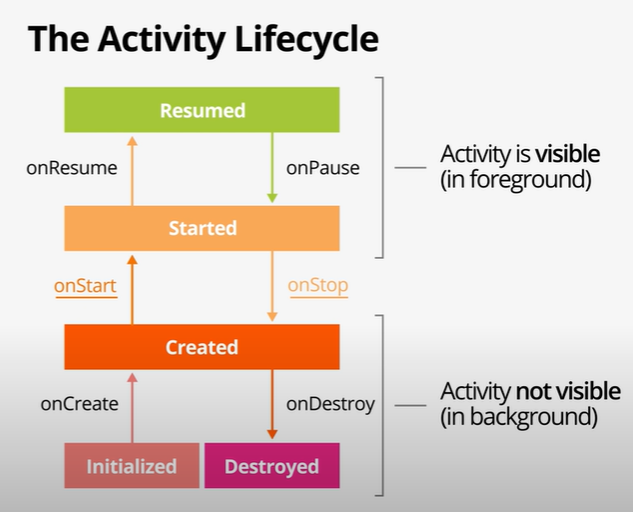 The Activity Lifecycle
Resumed
onResume
onPause
Activity is visible
(in foreground)
Started
onStart
onStop
Created
onCreate
onDestroy
Activity not visible
(in background)
Initialized
Destroyed